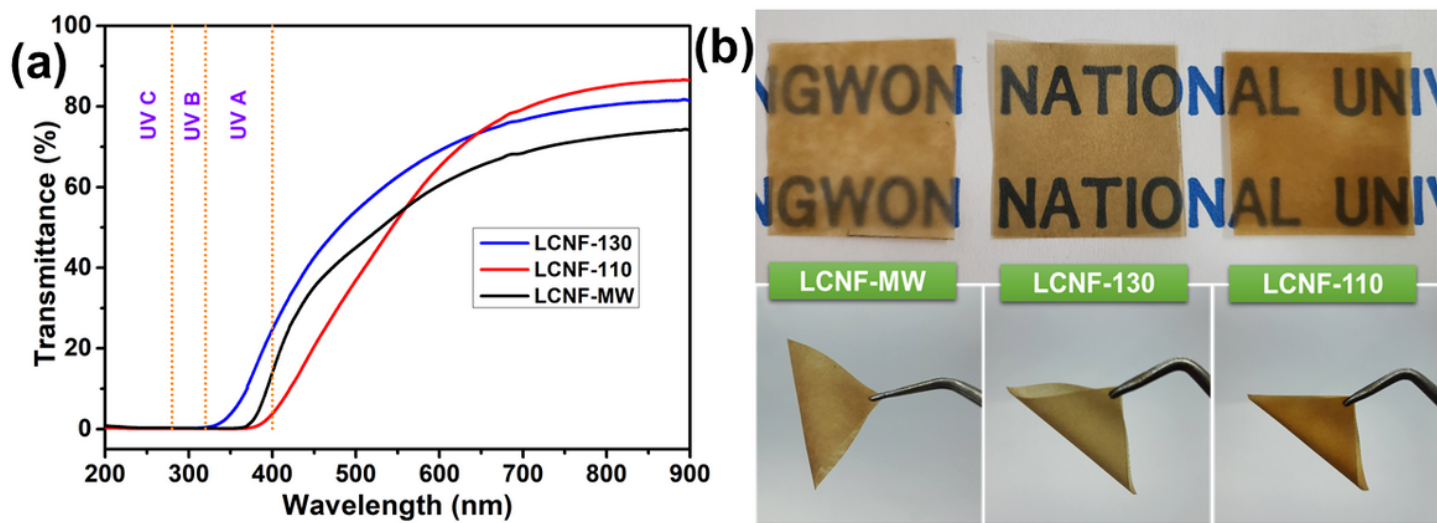 (a)
100
80
60
40
20
0
Transmittance (%)
UV C
UV B
UV A
LCNF-130
LCNF-110
LCNF-MW
200 300 400 500 600 700 800 900
Wavelength (nm)
(b)
NGWON NATIONAL UNIV
NGWON NATIONAL UNIV
LCNF-MW LCNF-130 LCNF-110